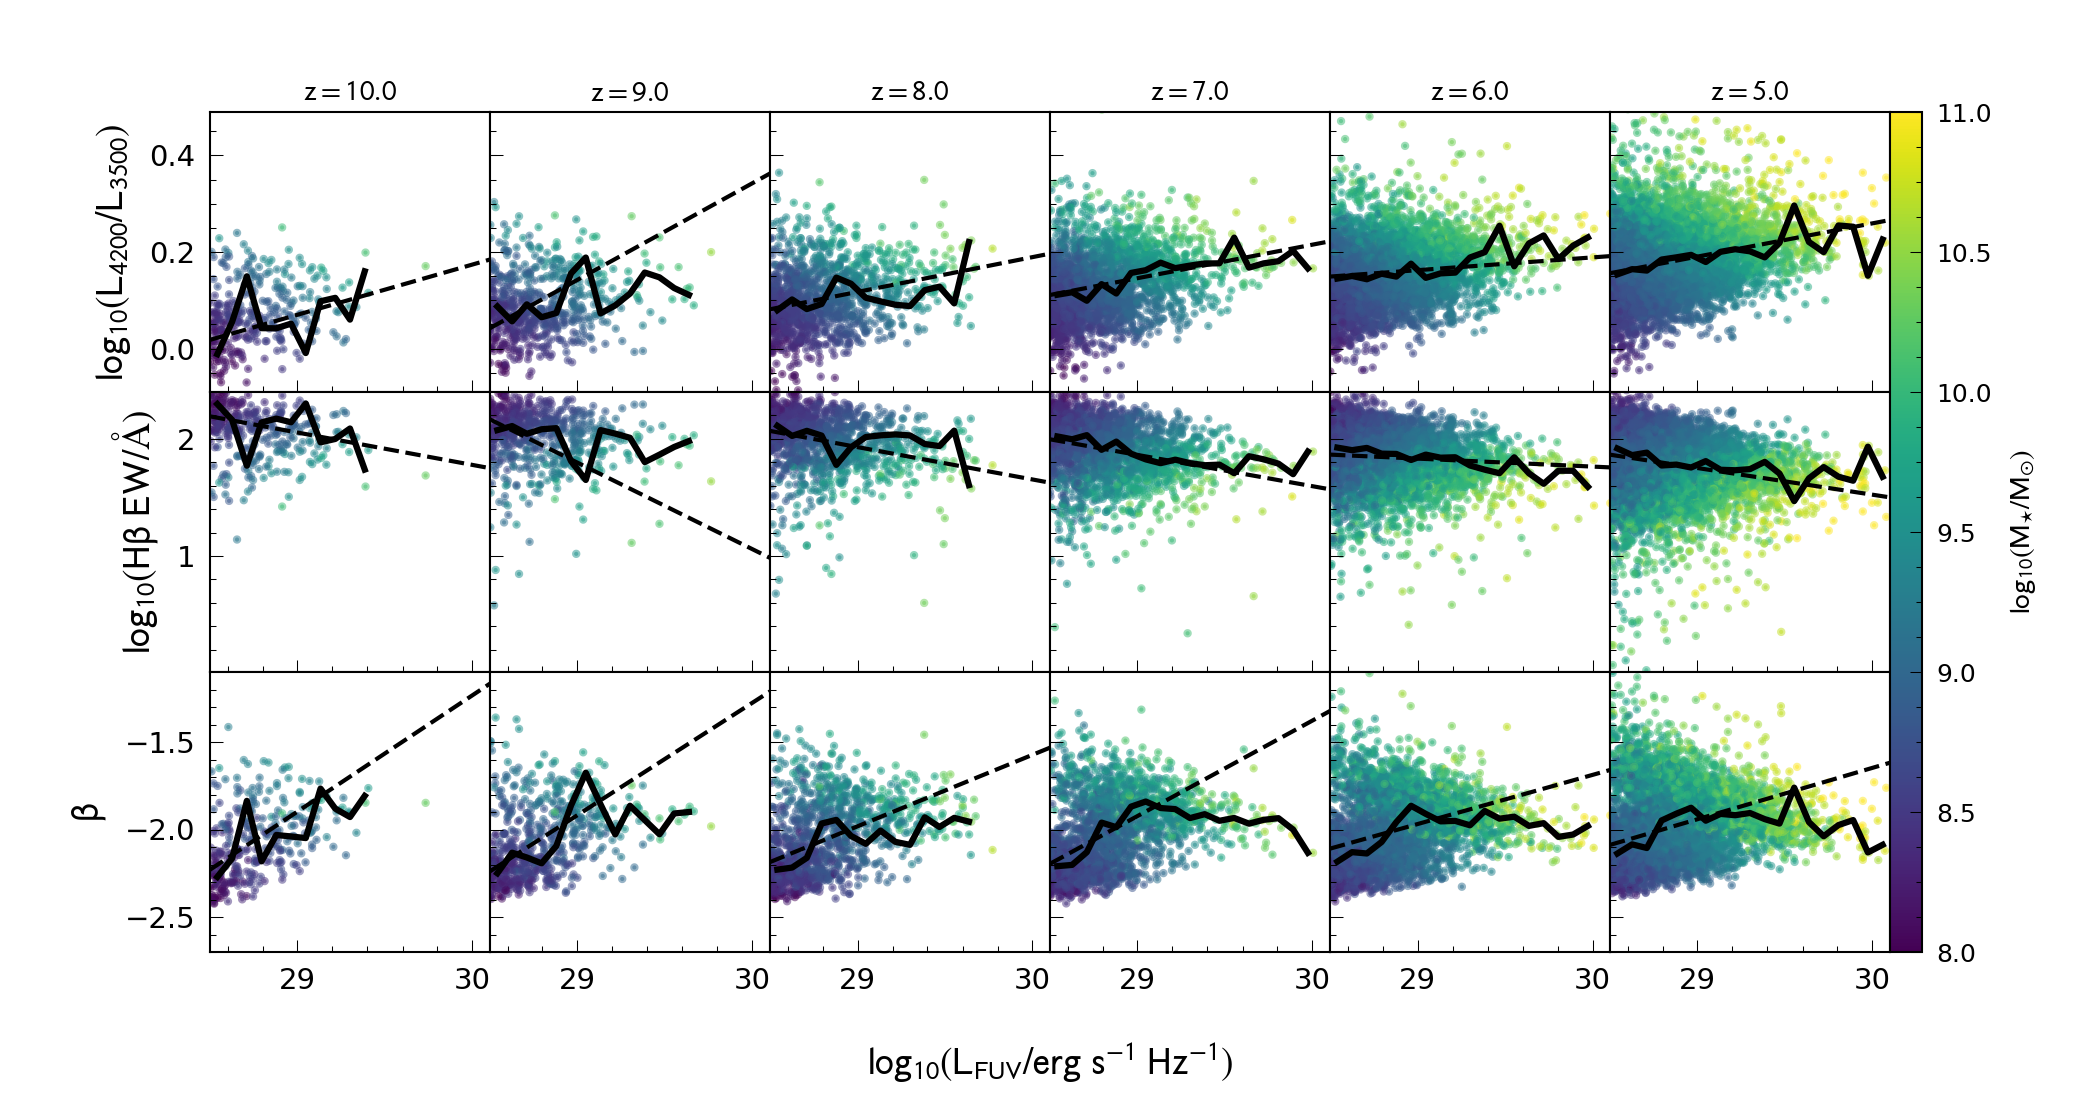 z = 10.0 z = 9.0 z = 8.0 z = 7.0 z = 6.0 z = 5.0
log₁₀(L₄₂₀₀/L₃₅₀₀)
0.4
0.2
0.0
log₁₀(Hβ EW/Å)
2
1
β
−1.5
−2.0
−2.5
29 30 29 30 29 30 29 30 29 30 29 30
log₁₀(L_FUV/erg s⁻¹ Hz⁻¹)
11.0
10.5
10.0
9.5
9.0
8.5
8.0
log₁₀(M⋆/M⊙)